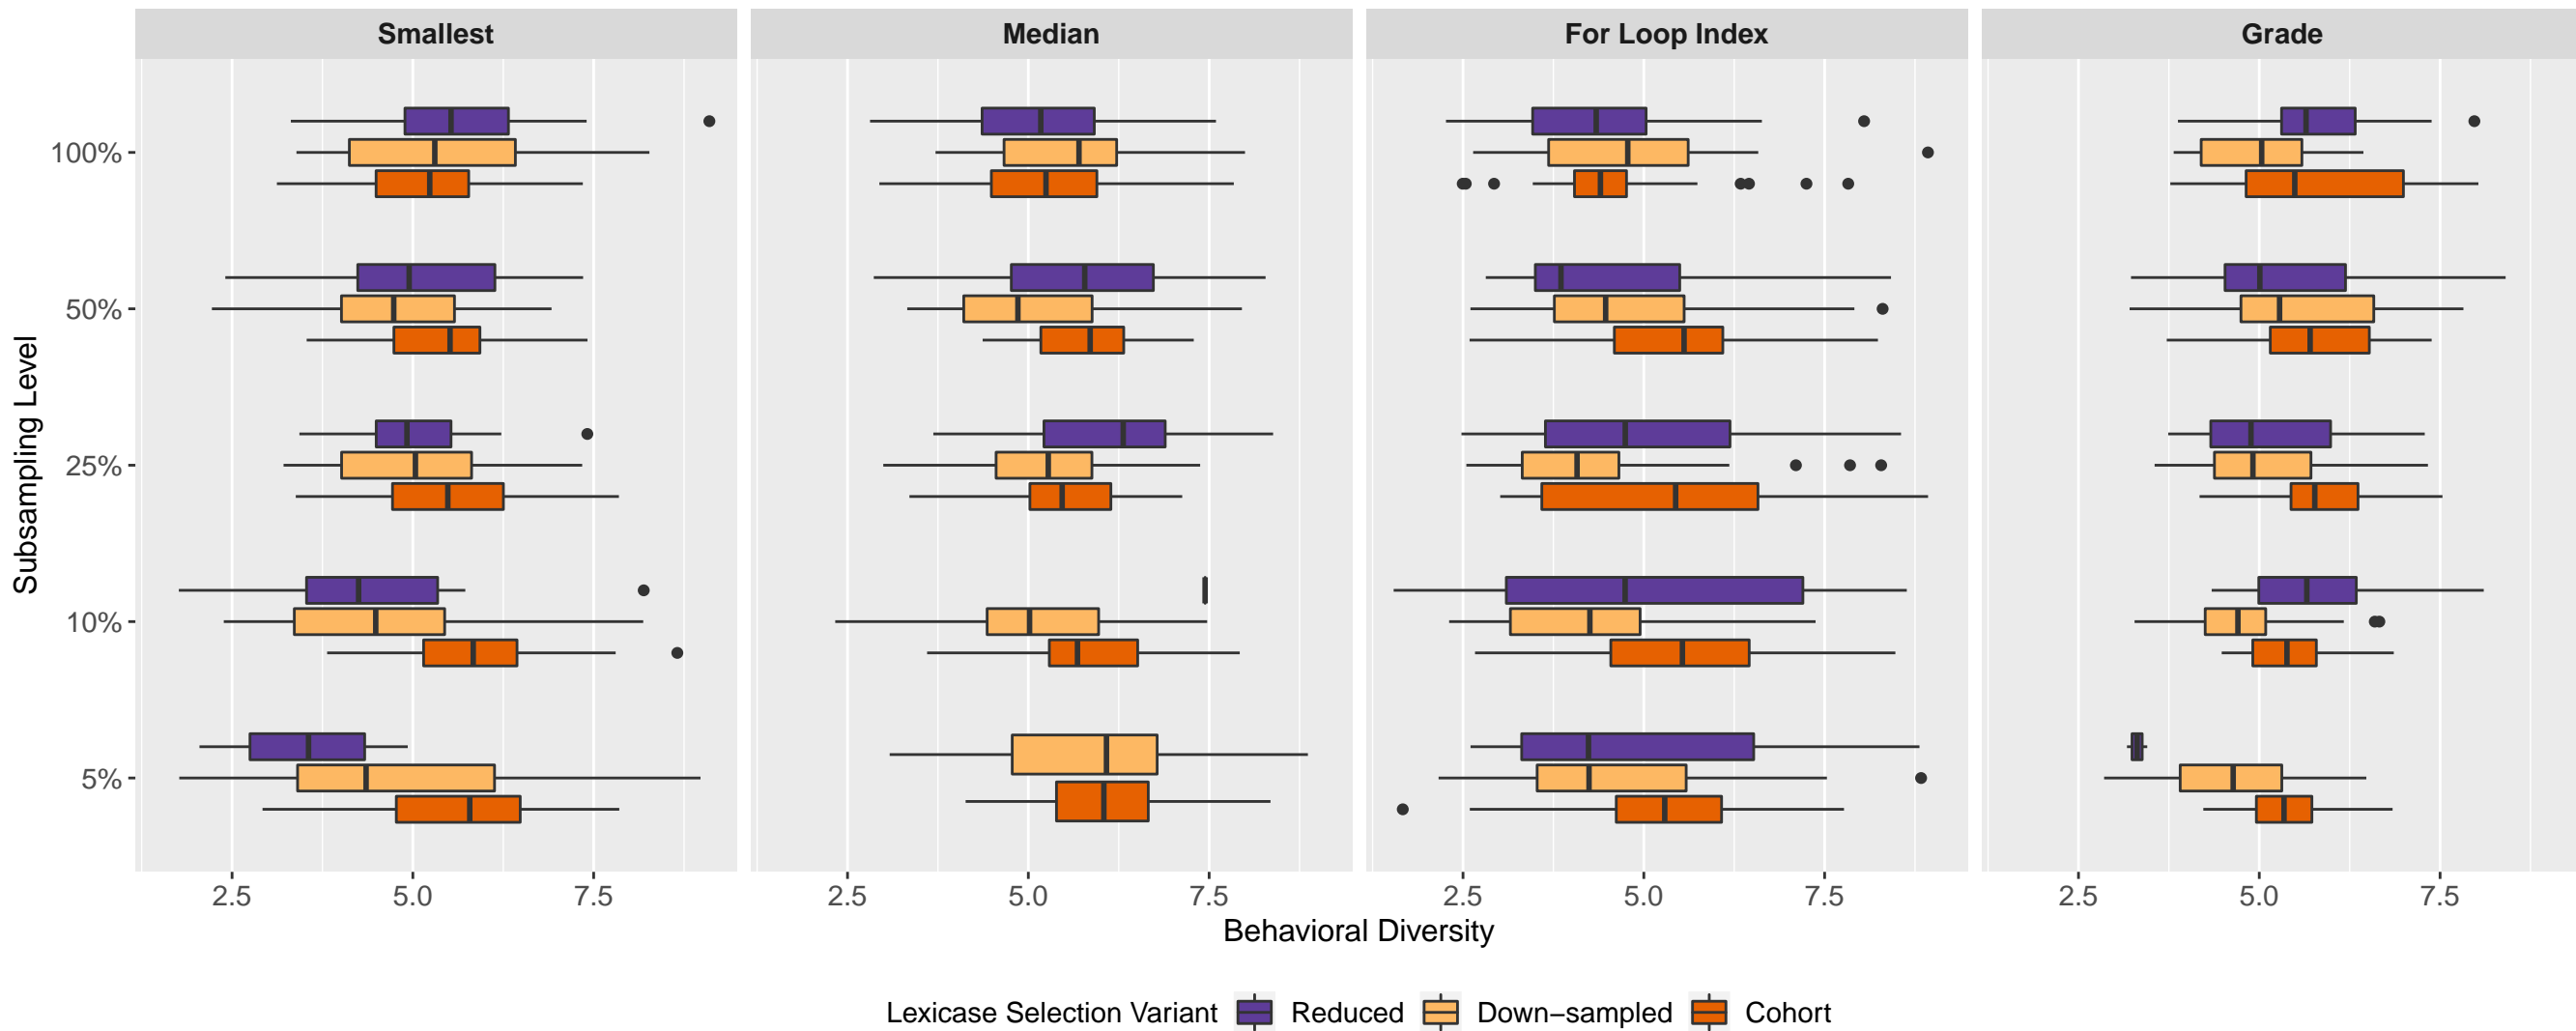 Smallest Median For Loop Index Grade
Subsampling Level
100%
50%
25%
10%
5%
2.5 5.0 7.5 2.5 5.0 7.5 2.5 5.0 7.5 2.5 5.0 7.5
Behavioral Diversity
Lexicase Selection Variant Reduced Down−sampled Cohort